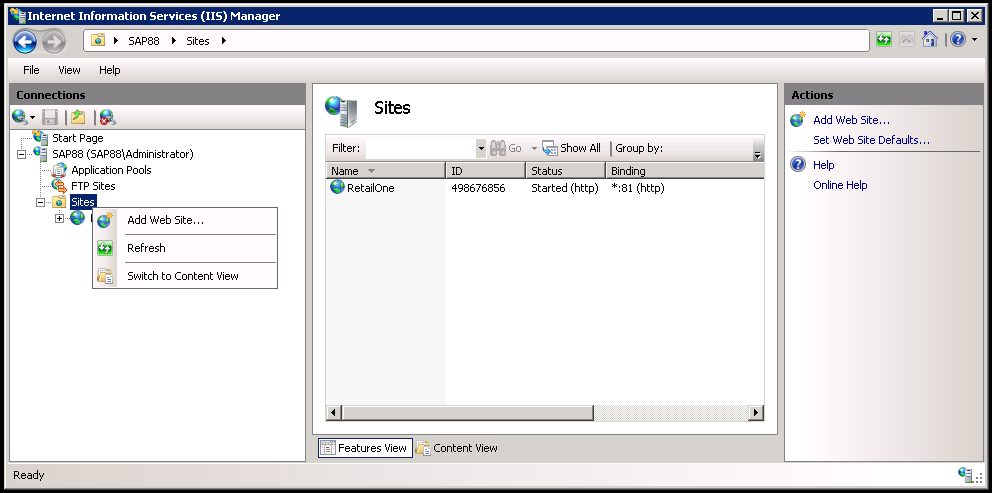 Internet Information Services (IIS) Manager
SAP88 Sites
File View Help
Connections
Start Page
SAP88 (SAP88\Administrator)
Application Pools
FTP Sites
Sites
Add Web Site...
Refresh
Switch to Content View
Sites
Filter: Go Show All Group by:
Name ID Status Binding
RetailOne 498676856 Started (http) *:81 (http)
Features View Content View
Actions
Add Web Site...
Set Web Site Defaults...
Help
Online Help
Ready